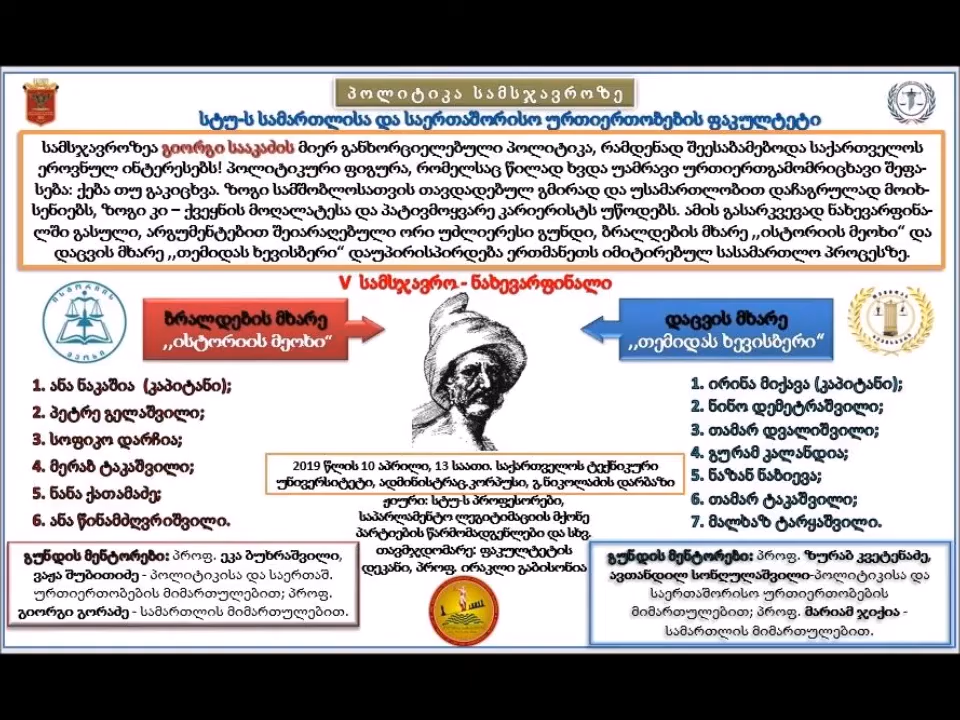 პოლიტიკა სამსჯავროზე
სტუ-ს სამართლისა და საერთაშორისო ურთიერთობების ფაკულტეტი
სამსჯავროზეა გიორგი სააკაძის მიერ განხორციელებული პოლიტიკა, რამდენად შეესაბამებოდა საქართველოს
ეროვნულ ინტერესებს! პოლიტიკური ფიგურა, რომელსაც წილად ხვდა უამრავი ურთიერთგამომრიცხავი შეფა-
სება: ქება თუ გაკიცხვა. ზოგი სამშობლოსათვის თავდადებულ გმირად და უსამართლობით დაჩაგრულად მოიხ-
სენიებს, ზოგი კი – ქვეყნის მოღალატესა და პატივმოყვარე კარიერისტს უწოდებს. ამის გასარკვევად ნახევარფინა-
ლში გასული, არგუმენტებით შეიარაღებული ორი უძლიერესი გუნდი, ბრალდების მხარე ,,ისტორიის მეოხი“ და
დაცვის მხარე ,,თემიდას ხევისბერი“ დაუპირისპირდება ერთმანეთს იმიტირებულ სასამართლო პროცესზე.
V სამსჯავრო - ნახევარფინალი
ბრალდების მხარე
,,ისტორიის მეოხი“
დაცვის მხარე
,,თემიდას ხევისბერი“
ისტორიის
მეოხი
თემიდას
1. ანა ნაკაშია (კაპიტანი);
2. პეტრე გელაშვილი;
3. სოფიკო დარჩია;
4. მერაბ ტაკაშვილი;
5. ნანა ქათამაძე;
6. ანა წინამძღვრიშვილი.
1. ირინა მიქავა (კაპიტანი);
2. ნინო დემეტრაშვილი;
3. თამარ დვალიშვილი;
4. გურამ კალანდია;
5. ნაზან ნაბიევა;
6. თამარ ტაკაშვილი;
7. მალხაზ ტარყაშვილი.
2019 წლის 10 აპრილი, 13 საათი. საქართველოს ტექნიკური
უნივერსიტეტი, ადმინისტრაც.კორპუსი, გ.ნიკოლაძის დარბაზი
ჟიური: სტუ-ს პროფესორები,
საპარლამენტო ლეგიტიმაციის მქონე
პარტიების წარმომადგენლები და სხვ.
თავმჯდომარე: ფაკულტეტის
დეკანი, პროფ. ირაკლი გაბისონია
გუნდის მენტორები: პროფ. ეკა ბუხრაშვილი,
ვაჟა შუბითიძე - პოლიტიკისა და საერთაშ.
ურთიერთობების მიმართულებით; პროფ.
გიორგი გორაძე - სამართლის მიმართულებით.
გუნდის მენტორები: პროფ. ზურაბ კვეტენაძე,
ავთანდილ სონღულაშვილი-პოლიტიკისა და
საერთაშორისო ურთიერთობების
მიმართულებით; პროფ. მარიამ ჯიქია -
სამართლის მიმართულებით.